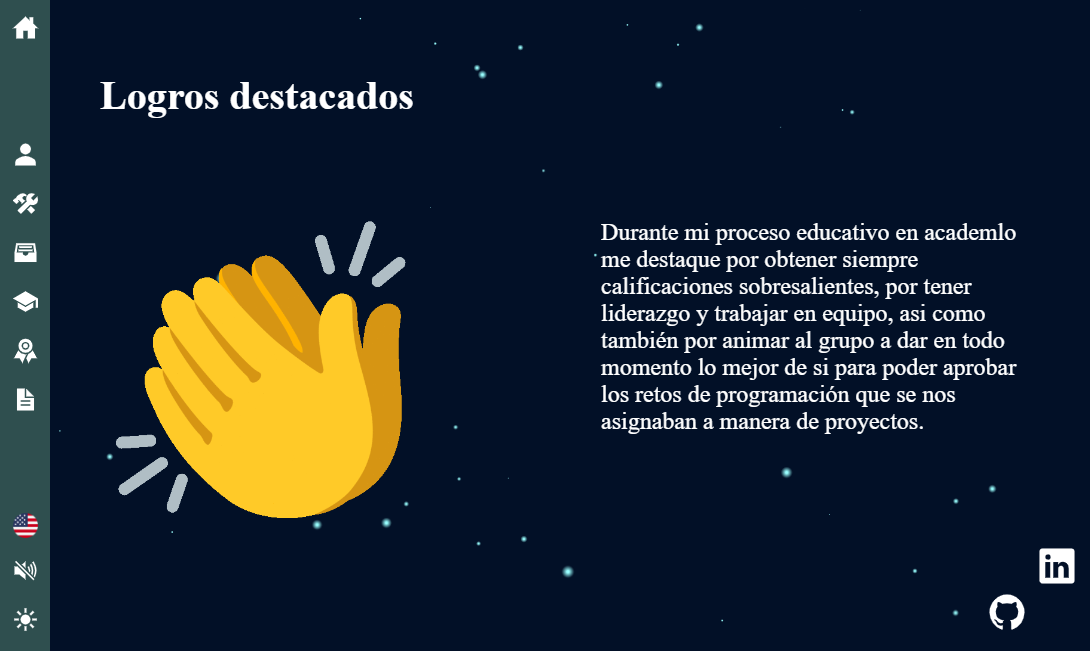 Logros destacados
Durante mi proceso educativo en academlo
me destaque por obtener siempre
calificaciones sobresalientes, por tener
liderazgo y trabajar en equipo, asi como
también por animar al grupo a dar en todo
momento lo mejor de si para poder aprobar
los retos de programación que se nos
asignaban a manera de proyectos.
in